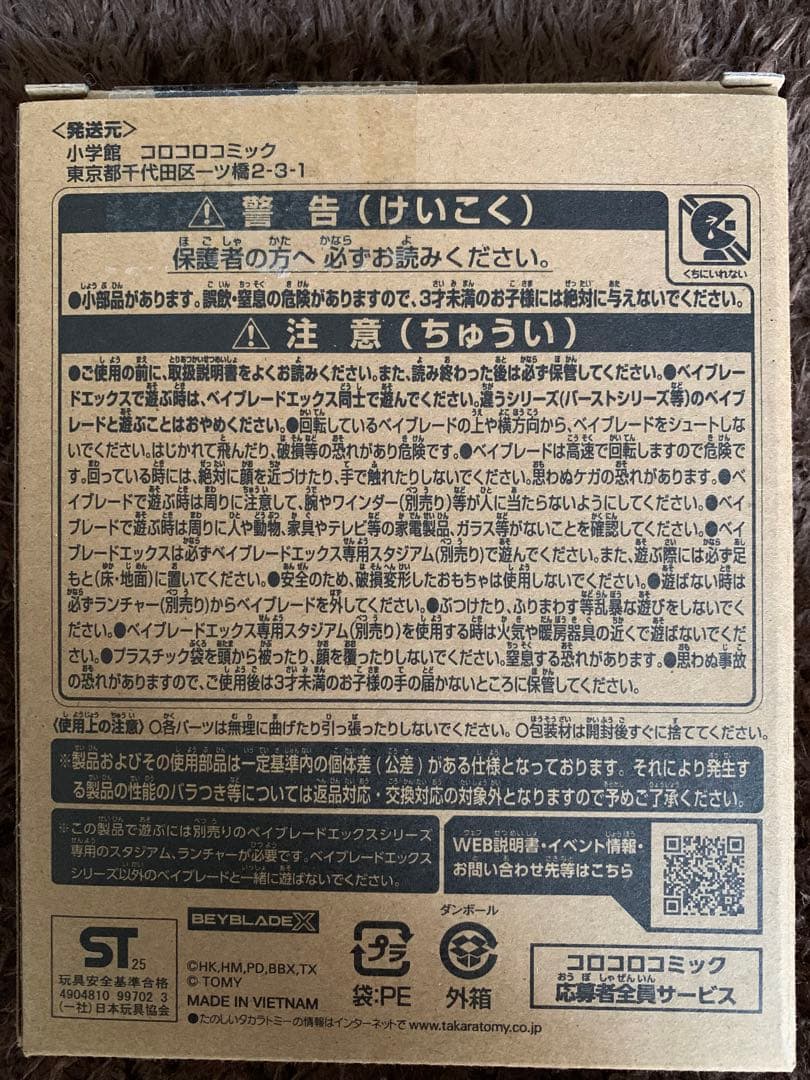 <発送元>
小学館 コロコロコミック
東京都千代田区一ツ橋2-3-1
⚠ 警告(けいこく)
保護者の方へ 必ずお読みください。
くちにいれない
●小部品があります。誤飲・窒息の危険がありますので、3才未満のお子様には絶対に与えないでください。
⚠ 注意(ちゅうい)
●ご使用の前に、取扱説明書をよくお読みください。また、読み終わった後は必ず保管してください。●ベイブレー
ドエックスで遊ぶ時は、ベイブレードエックス同士で遊んでください。違うシリーズ(バーストシリーズ等)のベイブ
レードと遊ぶことはおやめください。●回転しているベイブレードの上や横方向から、ベイブレードをシュートしな
いでください。はじかれて飛んだり、破損等の恐れがあり危険です。●ベイブレードは高速で回転しますので危険で
す。回っている時には、絶対に顔を近づけたり、手で触れたりしないでください。思わぬケガの恐れがあります。●ベ
イブレードで遊ぶ時は周りに注意して、腕やワインダー(別売り)等が人に当たらないようにしてください。●ベイ
ブレードで遊ぶ時は周りに人や動物、家具やテレビ等の家電製品、ガラス等がないことを確認してください。●ベイ
ブレードエックスは必ずベイブレードエックス専用スタジアム(別売り)で遊んでください。また、遊ぶ際には必ず足
もと(床・地面)に置いてください。●安全のため、破損変形したおもちゃは使用しないでください。●遊ばない時は
必ずランチャー(別売り)からベイブレードを外してください。●ぶつけたり、ふりまわす等乱暴な遊びをしないでく
ださい。●ベイブレードエックス専用スタジアム(別売り)を使用する時は火気や暖房器具の近くで遊ばないでくだ
さい。●プラスチック袋を頭から被ったり、顔を覆ったりしないでください。窒息する恐れがあります。●思わぬ事故
の恐れがありますので、ご使用後は3才未満のお子様の手の届かないところに保管してください。
〈使用上の注意〉○各パーツは無理に曲げたり引っ張ったりしないでください。○包装材は開封後すぐに捨ててください。
※製品およびその使用部品は一定基準内の個体差(公差)がある仕様となっております。それにより発生す
る製品の性能のバラつき等については返品対応・交換対応の対象外となりますので予めご了承ください。
※この製品で遊ぶには別売りのベイブレードエックスシリーズ
専用のスタジアム、ランチャーが必要です。ベイブレードエックス
シリーズ以外のベイブレードと一緒に遊ばないでください。
WEB説明書・イベント情報・
お問い合わせ先等はこちら
ST 25
玩具安全基準合格
4904810 99702 3
(一社)日本玩具協会
BEYBLADE X
©HK,HM,PD,BBX,TX
© TOMY
MADE IN VIETNAM
プラ
袋:PE
ダンボール
外箱
コロコロコミック
応募者全員サービス
●たのしいタカラトミーの情報はインターネットで www.takaratomy.co.jp